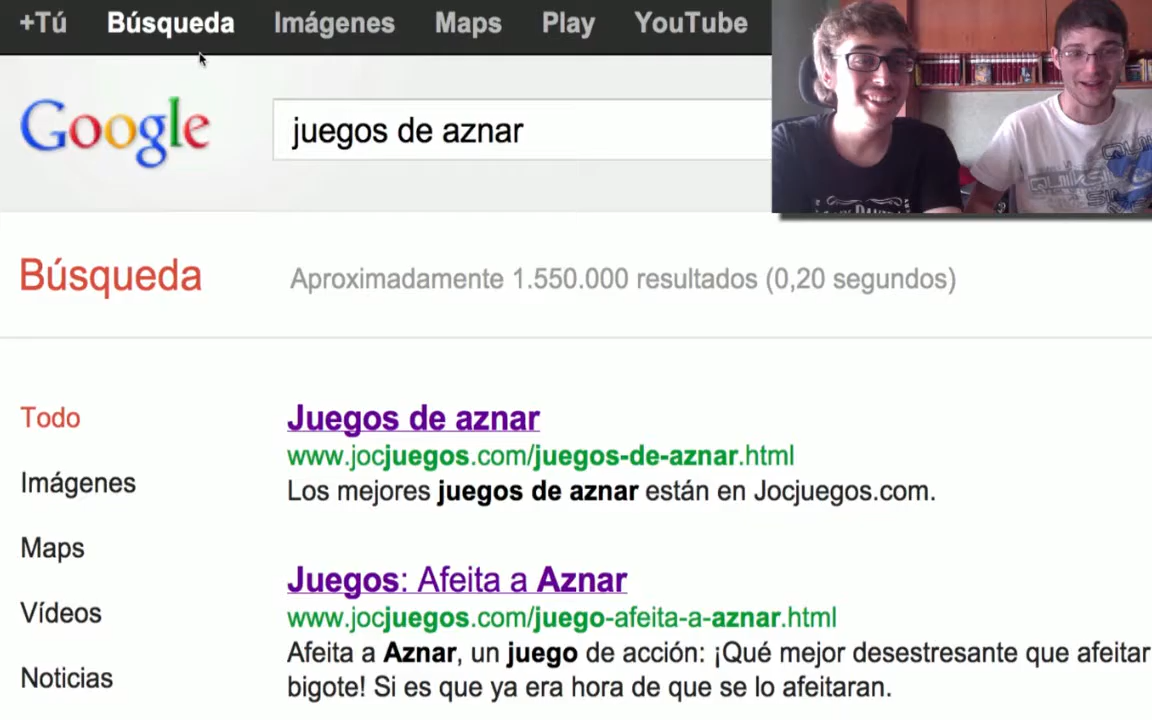 +Tú Búsqueda Imágenes Maps Play YouTube
Google
juegos de aznar
Búsqueda
Aproximadamente 1.550.000 resultados (0,20 segundos)
Todo
Imágenes
Maps
Vídeos
Noticias
Juegos de aznar
www.jocjuegos.com/juegos-de-aznar.html
Los mejores juegos de aznar están en Jocjuegos.com.
Juegos: Afeita a Aznar
www.jocjuegos.com/juego-afeita-a-aznar.html
Afeita a Aznar, un juego de acción: ¡Qué mejor desestresante que afeitar
bigote! Si es que ya era hora de que se lo afeitaran.